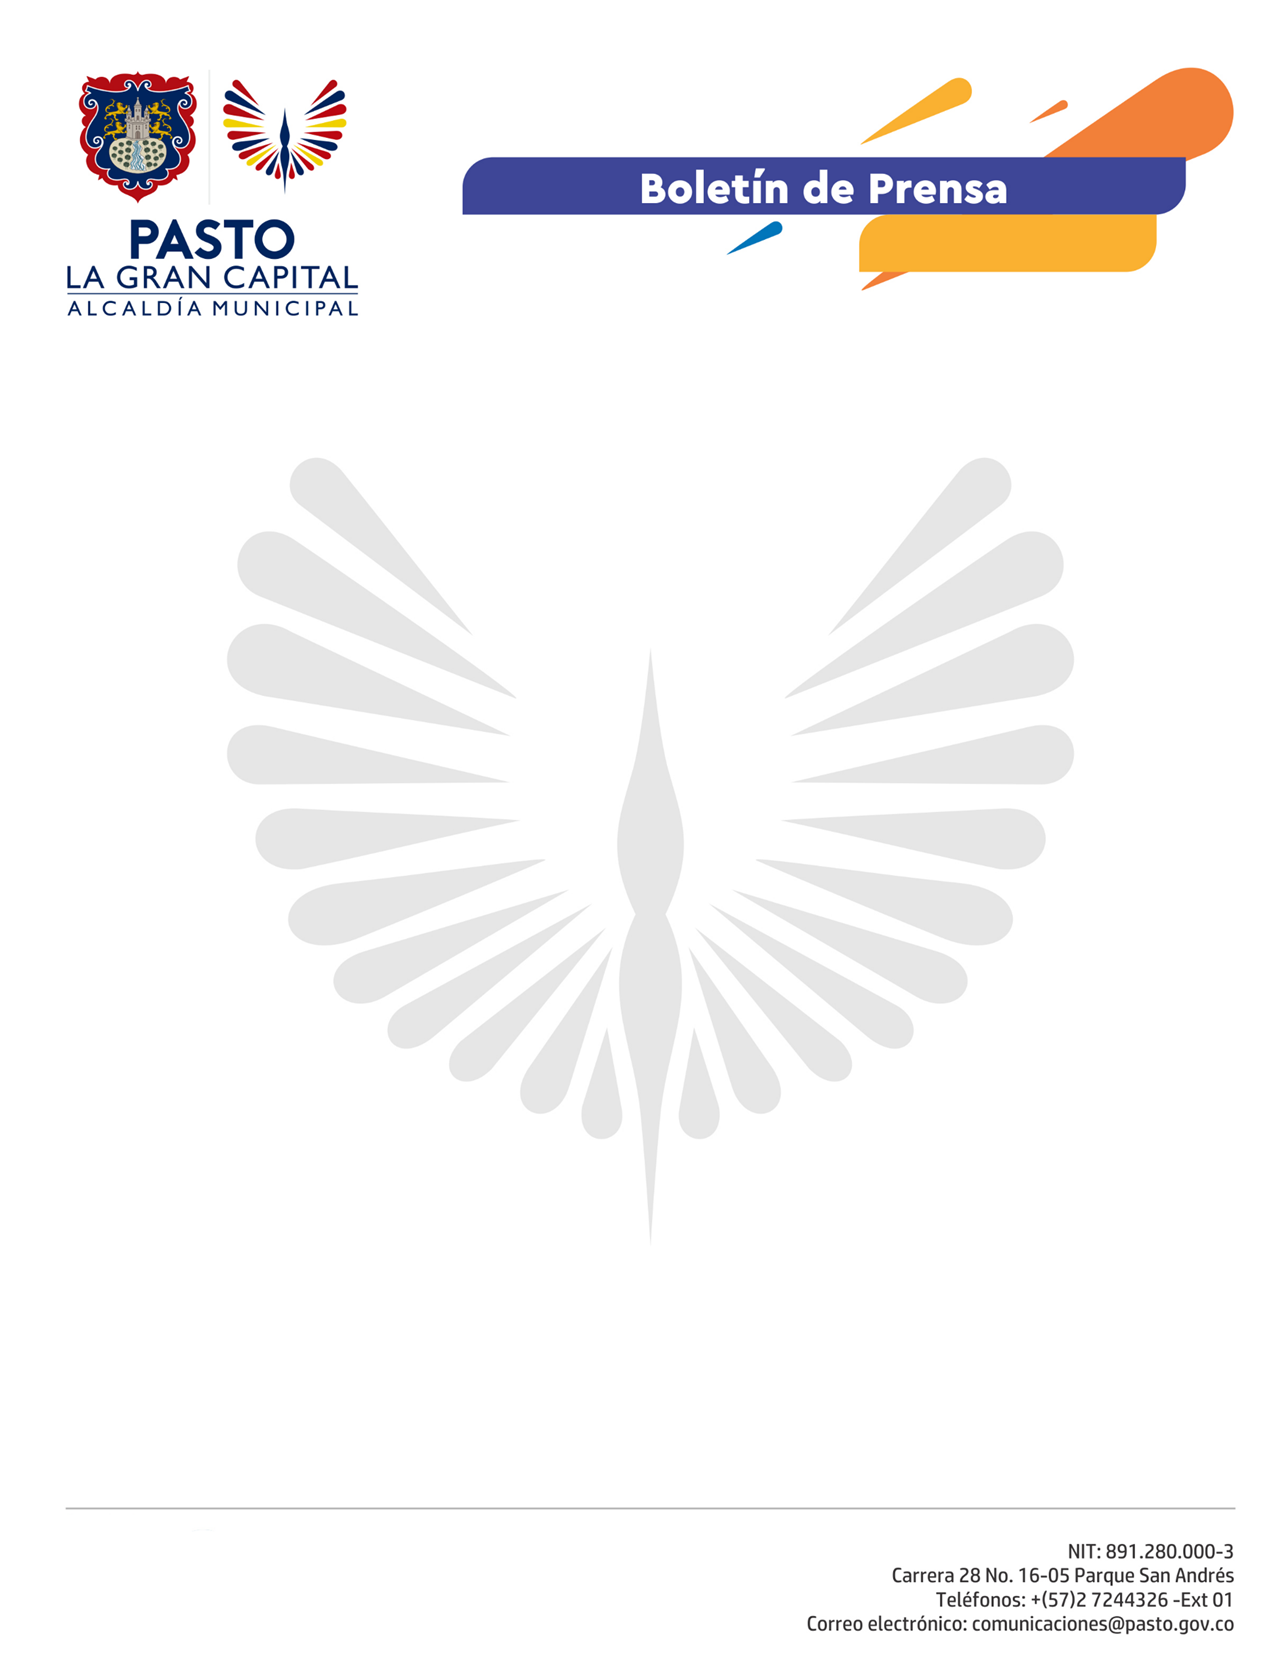 Boletín de Prensa
PASTO
LA GRAN CAPITAL
ALCALDÍA MUNICIPAL
NIT: 891.280.000-3
Carrera 28 No. 16-05 Parque San Andrés
Teléfonos: +(57)2 7244326 -Ext 01
Correo electrónico: comunicaciones@pasto.gov.co